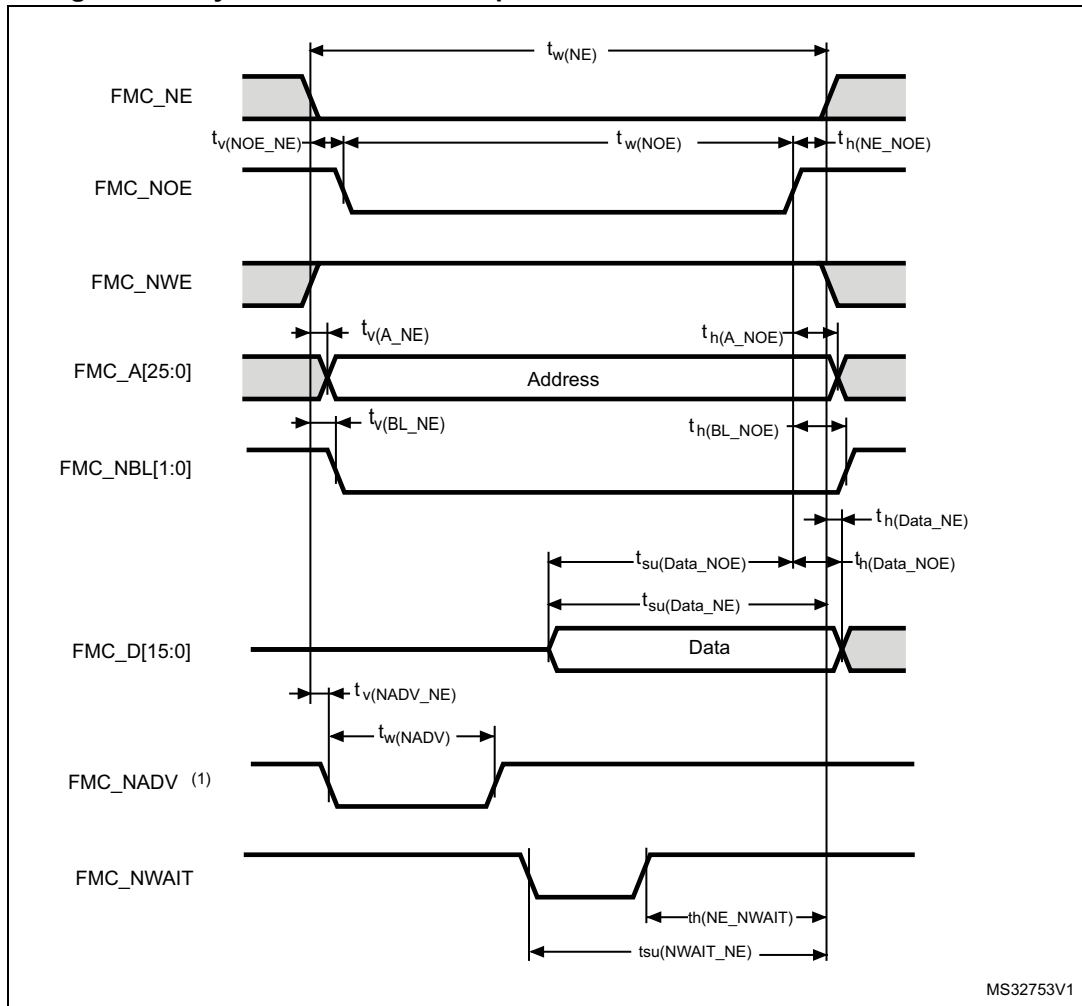 tw(NE)
FMC_NE
tv(NOE_NE)
tw(NOE)
th(NE_NOE)
FMC_NOE
FMC_NWE
tv(A_NE)
th(A_NOE)
FMC_A[25:0]
Address
tv(BL_NE)
th(BL_NOE)
FMC_NBL[1:0]
th(Data_NE)
tsu(Data_NOE)
th(Data_NOE)
tsu(Data_NE)
FMC_D[15:0]
Data
tv(NADV_NE)
tw(NADV)
FMC_NADV (1)
FMC_NWAIT
th(NE_NWAIT)
tsu(NWAIT_NE)
MS32753V1